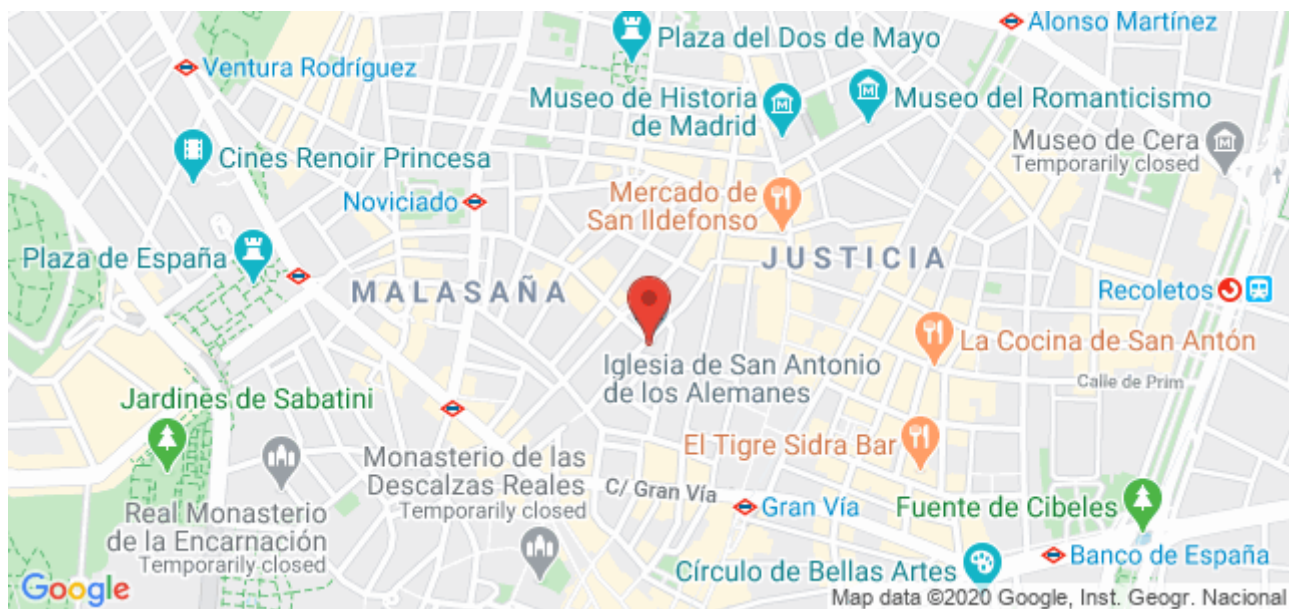 Alonso Martínez
Plaza del Dos de Mayo
Ventura Rodríguez
Museo de Historia
de Madrid
Museo del Romanticismo
Museo de Cera
Temporarily closed
Cines Renoir Princesa
Noviciado
Mercado de
San Ildefonso
Plaza de España
JUSTICIA
MALASAÑA
Recoletos
La Cocina de San Antón
Iglesia de San Antonio
de los Alemanes
Calle de Prim
Jardines de Sabatini
El Tigre Sidra Bar
Monasterio de las
Descalzas Reales
Temporarily closed
C/ Gran Vía
Gran Vía
Fuente de Cibeles
Real Monasterio
de la Encarnación
Temporarily closed
Banco de España
Círculo de Bellas Artes
Google
Map data ©2020 Google, Inst. Geogr. Nacional